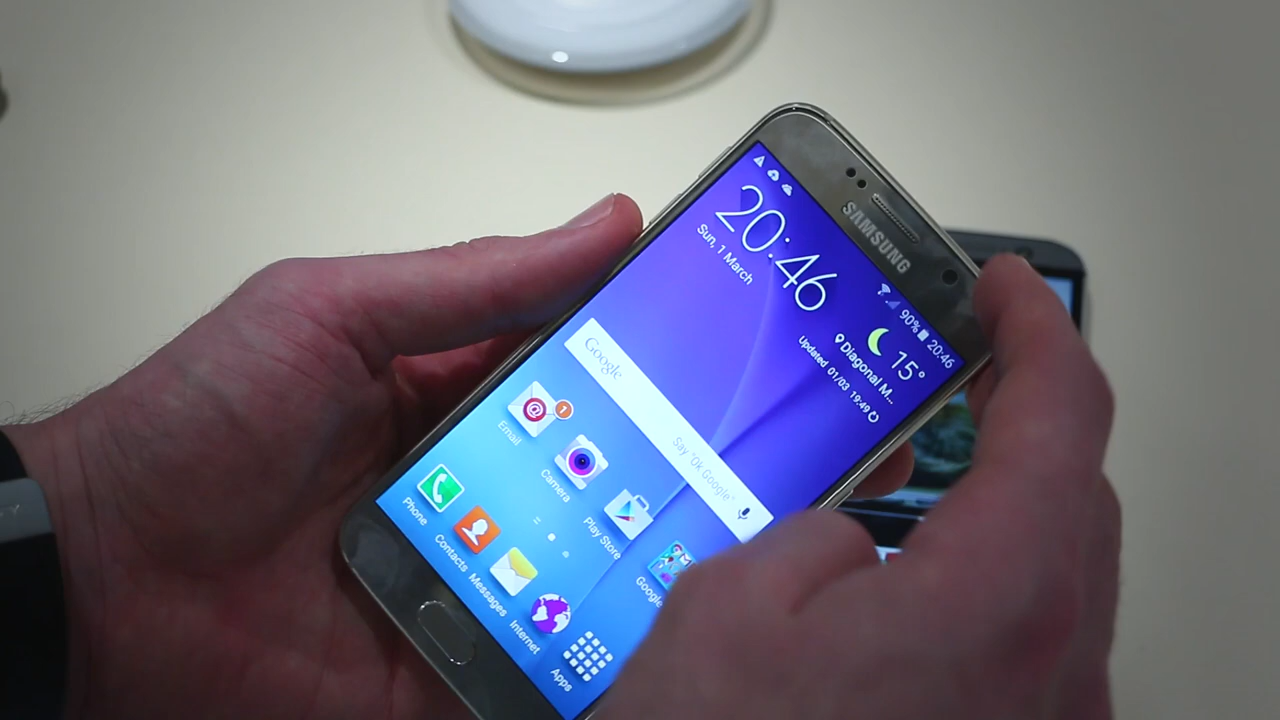 SAMSUNG
90% 20:46
20:46
Sun, 1 March
15°
Diagonal M...
Updated 01/03 19:49
Google
Say "Ok Google"
1
Email
Camera
Play Store
Google
Phone
Contacts
Messages
Internet
Apps